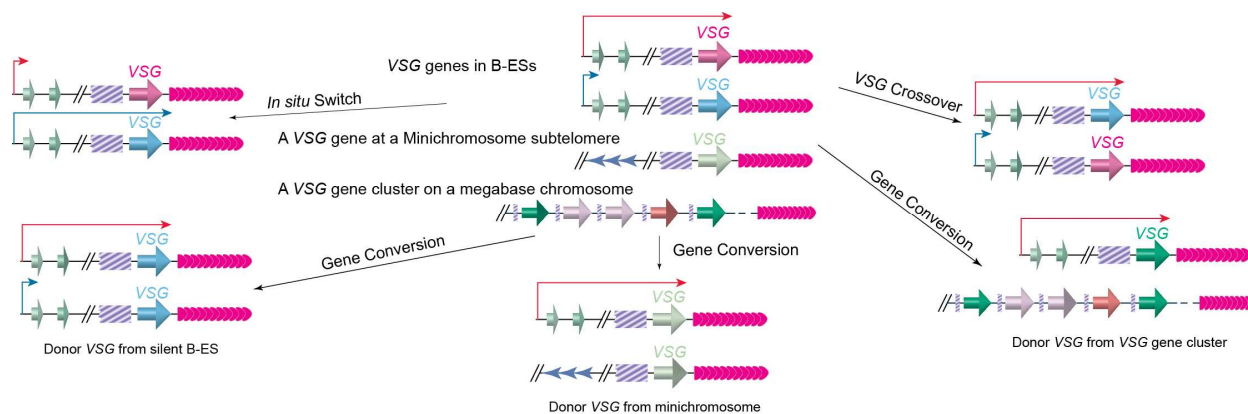 VSG
VSG genes in B-ESs
VSG
VSG
In situ Switch
VSG
VSG
A VSG gene at a Minichromosome subtelomere
VSG
A VSG gene cluster on a megabase chromosome
VSG Crossover
VSG
VSG
Gene Conversion
VSG
VSG
Donor VSG from silent B-ES
Gene Conversion
VSG
VSG
Donor VSG from minichromosome
Gene Conversion
VSG
Donor VSG from VSG gene cluster